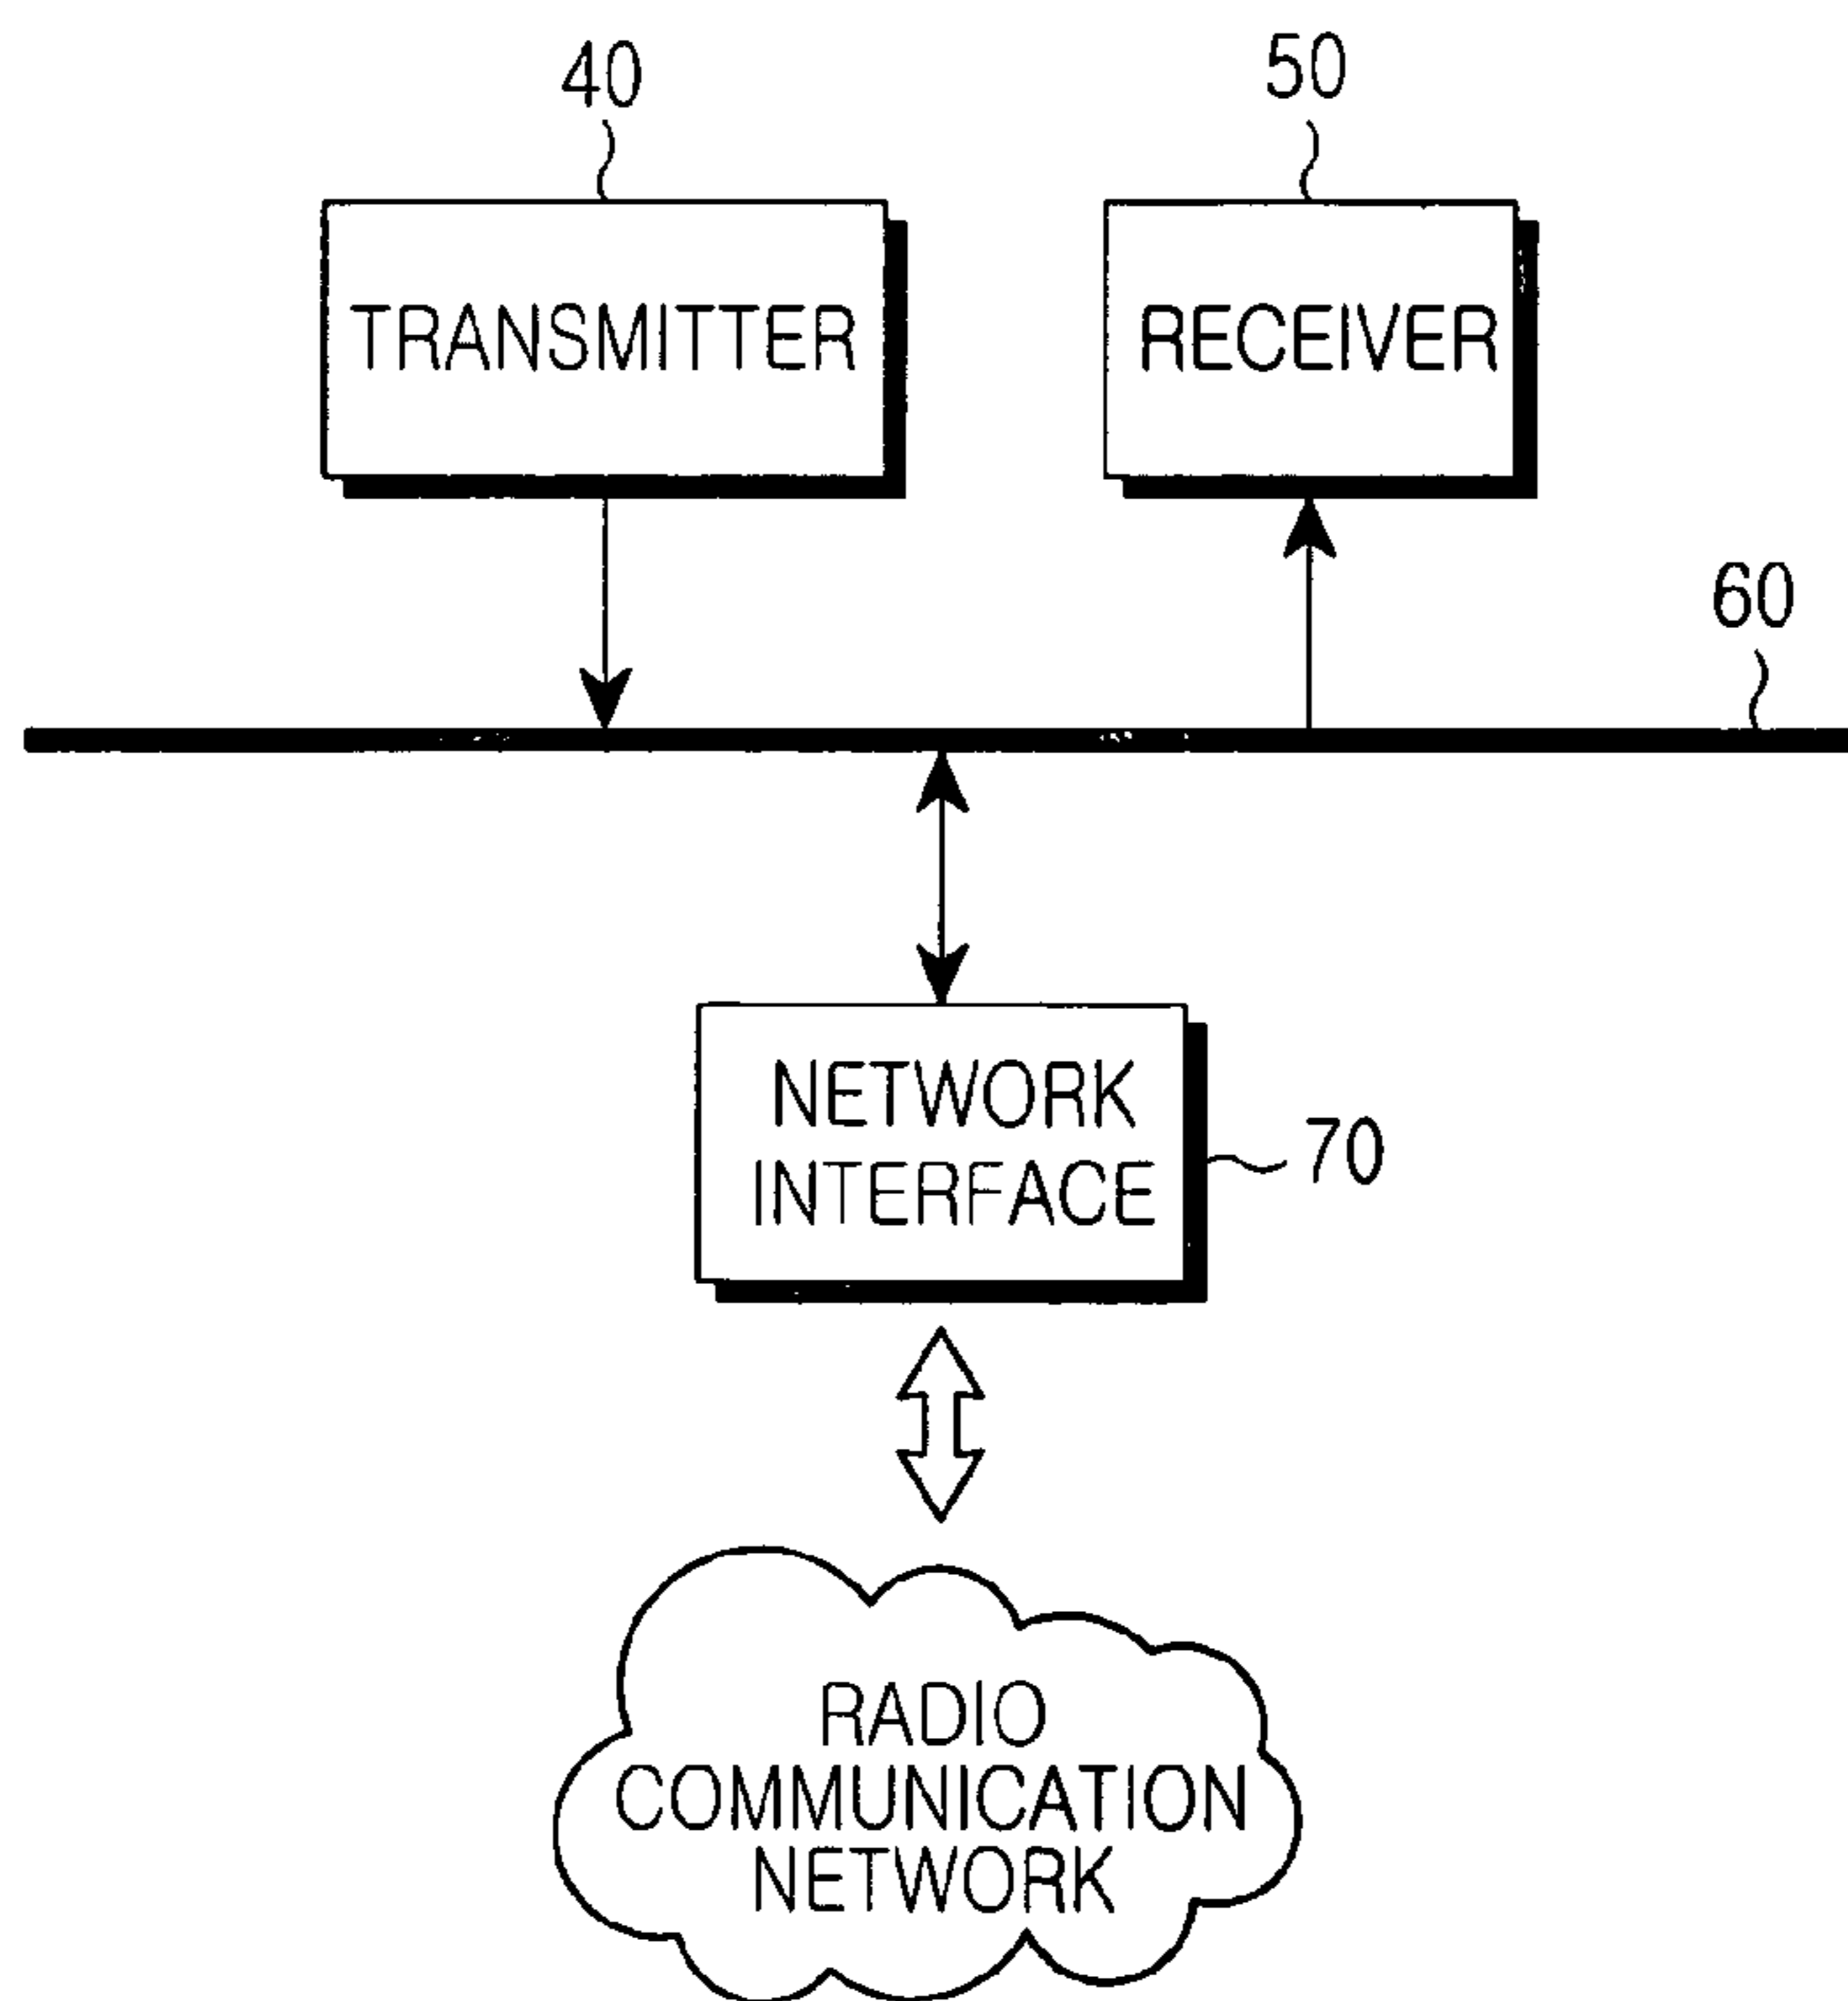 40
50
TRANSMITTER
RECEIVER
60
NETWORK
INTERFACE
70
RADIO
COMMUNICATION
NETWORK